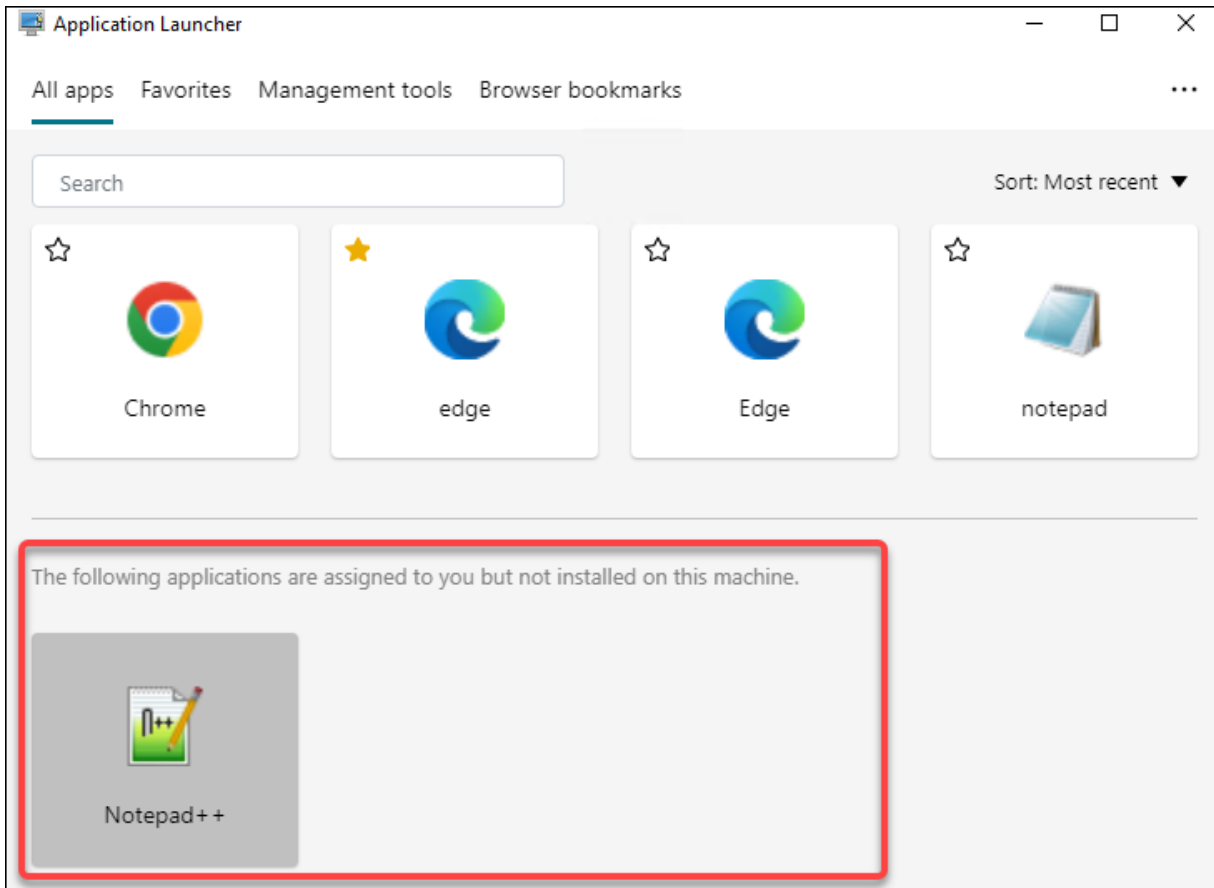 Application Launcher
All apps Favorites Management tools Browser bookmarks
Search
Sort: Most recent
Chrome
edge
Edge
notepad
The following applications are assigned to you but not installed on this machine.
n++
Notepad++